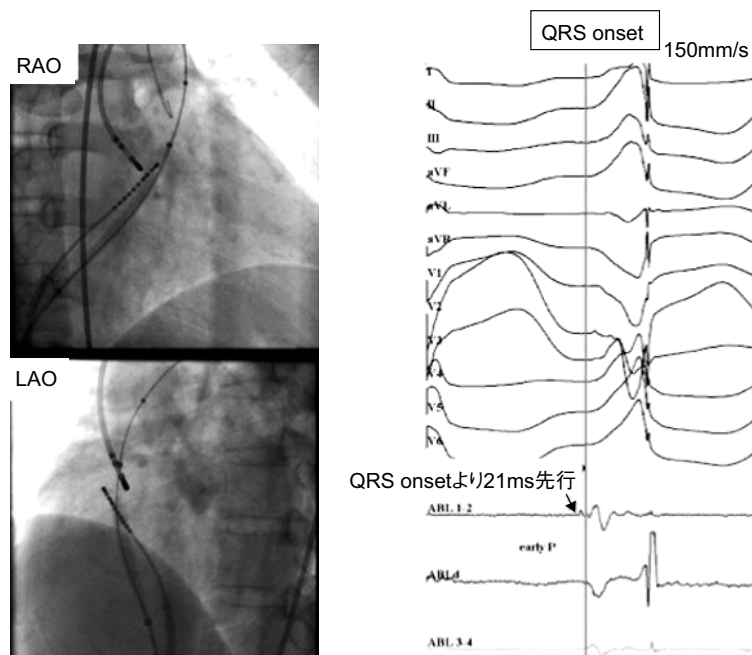 RAO
LAO
QRS onset
150mm/s
I
II
III
aVF
aVL
aVR
V1
V2
V3
V4
V5
V6
QRS onsetより21ms先行
ABL 1-2
early P
ABLd
ABL 3-4